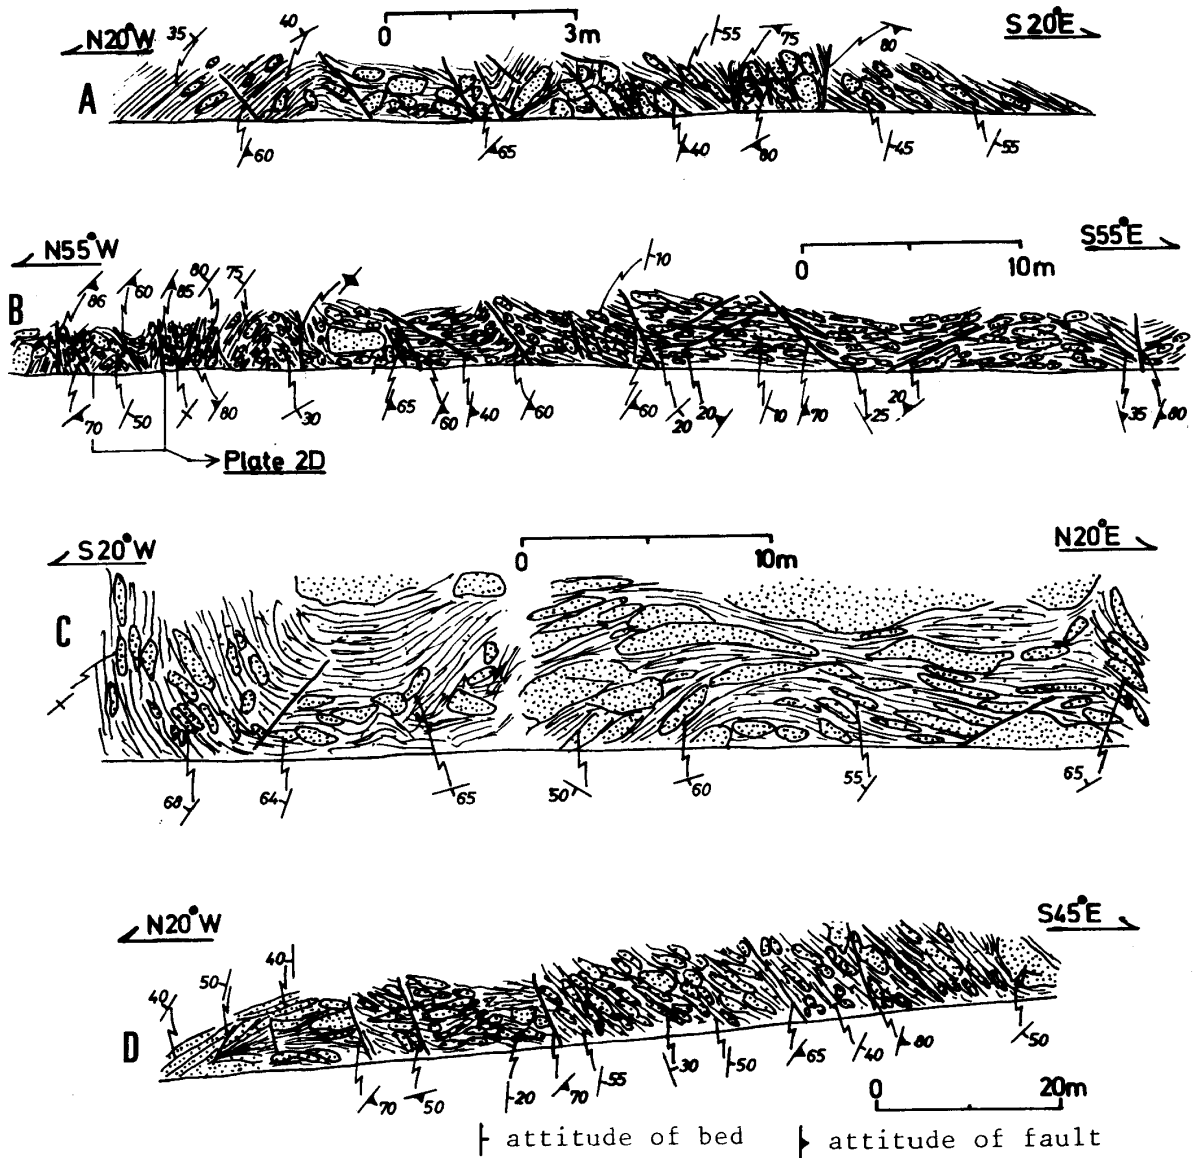 N20°W 35 40 0 3m 55 75 80 S20°E
A
60 65 40 80 45 55
N55°W 0 10m S55°E
B
86 60 85 80 75 10
70 50 80 30 65 60 40 60 60 20 20 10 70 25 20 35 80
Plate 2D
S20°W 0 10m N20°E
C
68 64 65 50 60 55 65
N20°W S45°E
40 50 40
D
70 50 20 70 55 30 50 65 40 80 50
0 20m
attitude of bed attitude of fault